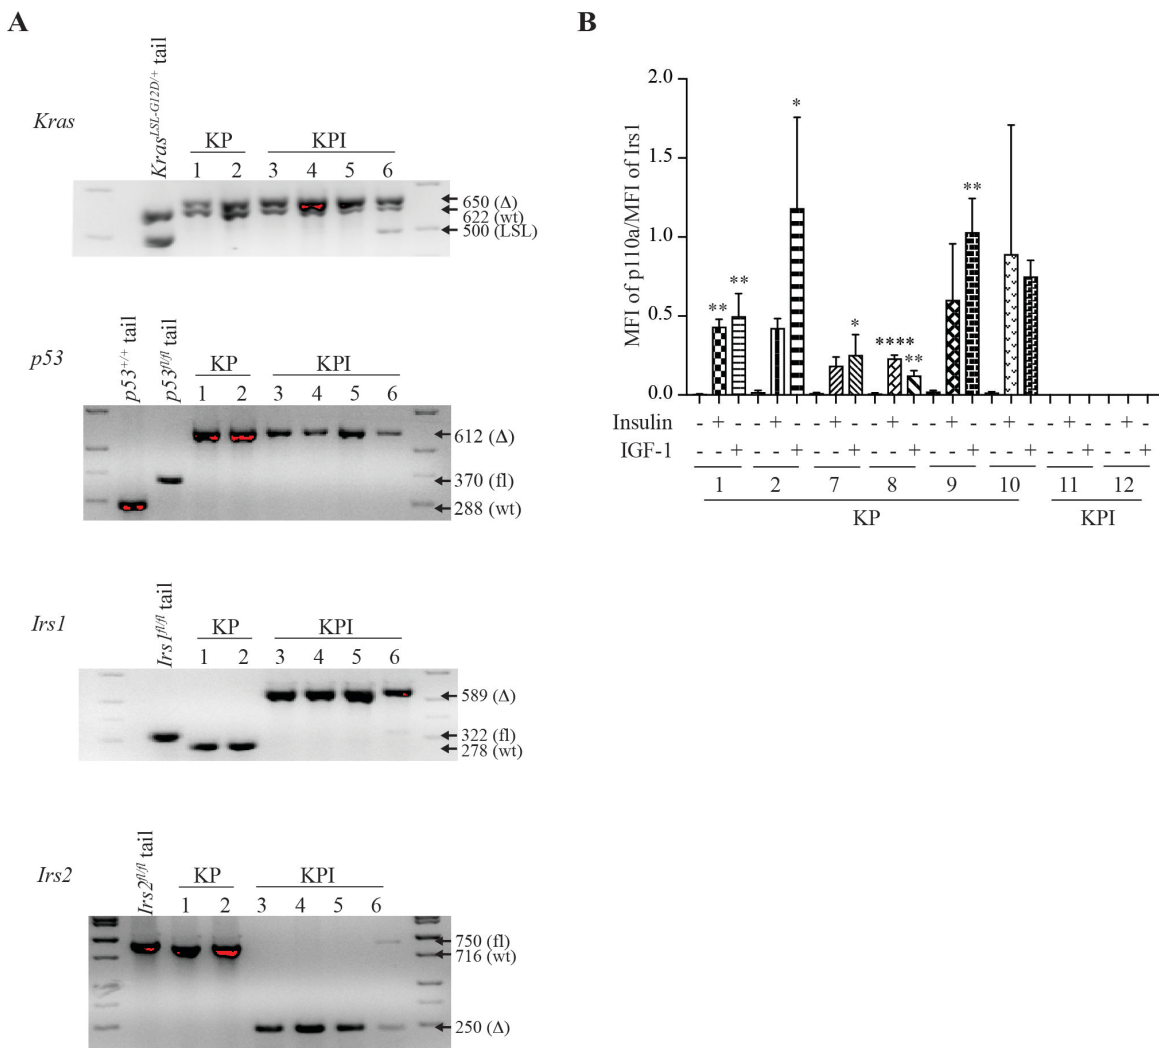 A
Kras
Kras^LSL-G12D/+ tail
KP
KPI
1 2 3 4 5 6
650 (Δ)
622 (wt)
500 (LSL)
p53
p53^+/+ tail
p53^fl/fl tail
KP
KPI
1 2 3 4 5 6
612 (Δ)
370 (fl)
288 (wt)
Irs1
Irs1^fl/fl tail
KP
KPI
1 2 3 4 5 6
589 (Δ)
322 (fl)
278 (wt)
Irs2
Irs2^fl/fl tail
KP
KPI
1 2 3 4 5 6
750 (fl)
716 (wt)
250 (Δ)
B
MFI of p110a/MFI of Irs1
2.0
1.5
1.0
0.5
0.0
** ** * * **** ** **
Insulin - + - - + - - + - - + - - + - - + - - + - - + -
IGF-1 - - + - - + - - + - - + - - + - - + - - + - - +
1 2 7 8 9 10 11 12
KP KPI